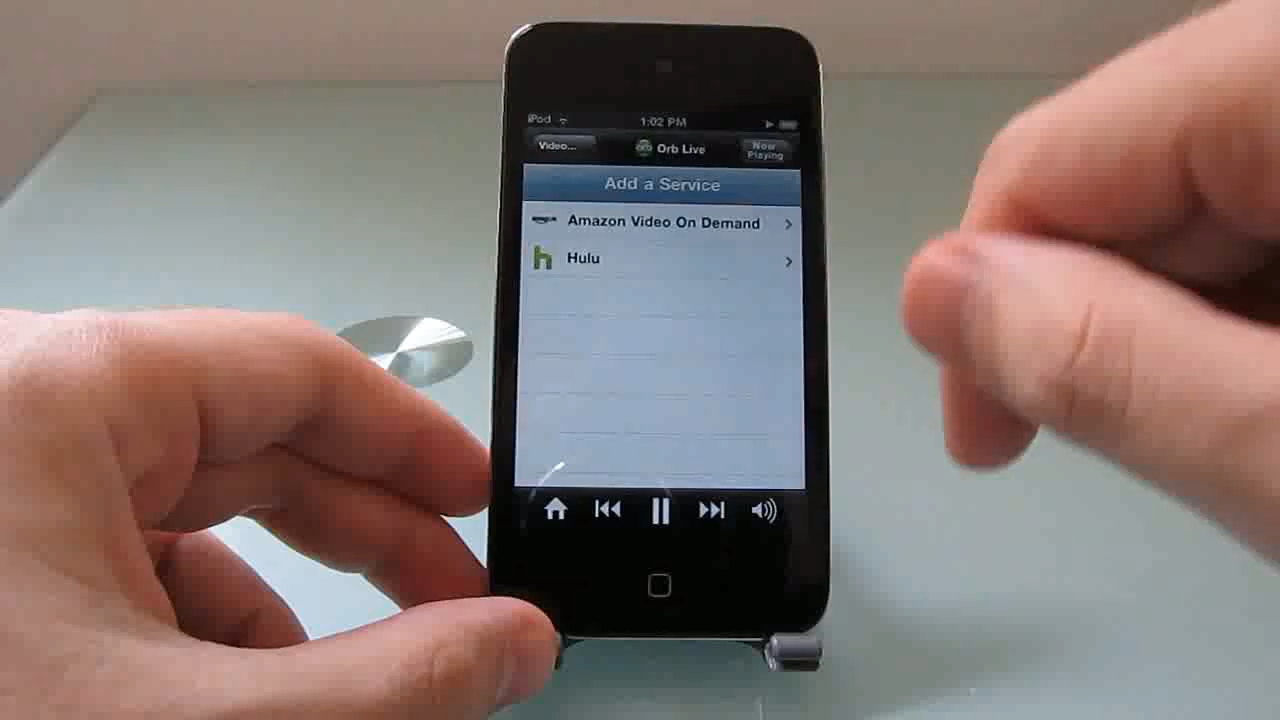 iPod 1:02 PM
Video... Orb Live Now Playing
Add a Service
Amazon Video On Demand
h Hulu